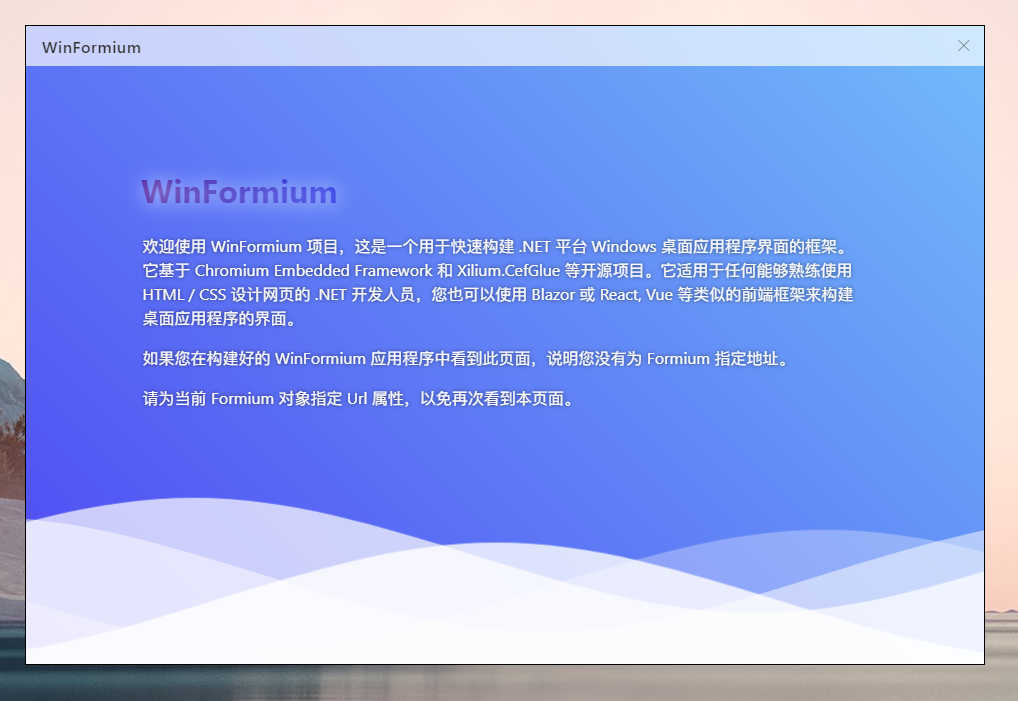 WinFormium
WinFormium
欢迎使用 WinFormium 项目，这是一个用于快速构建 .NET 平台 Windows 桌面应用程序界面的框架。
它基于 Chromium Embedded Framework 和 Xilium.CefGlue 等开源项目。它适用于任何能够熟练使用
HTML / CSS 设计网页的 .NET 开发人员，您也可以使用 Blazor 或 React, Vue 等类似的前端框架来构建
桌面应用程序的界面。
如果您在构建好的 WinFormium 应用程序中看到此页面，说明您没有为 Formium 指定地址。
请为当前 Formium 对象指定 Url 属性，以免再次看到本页面。